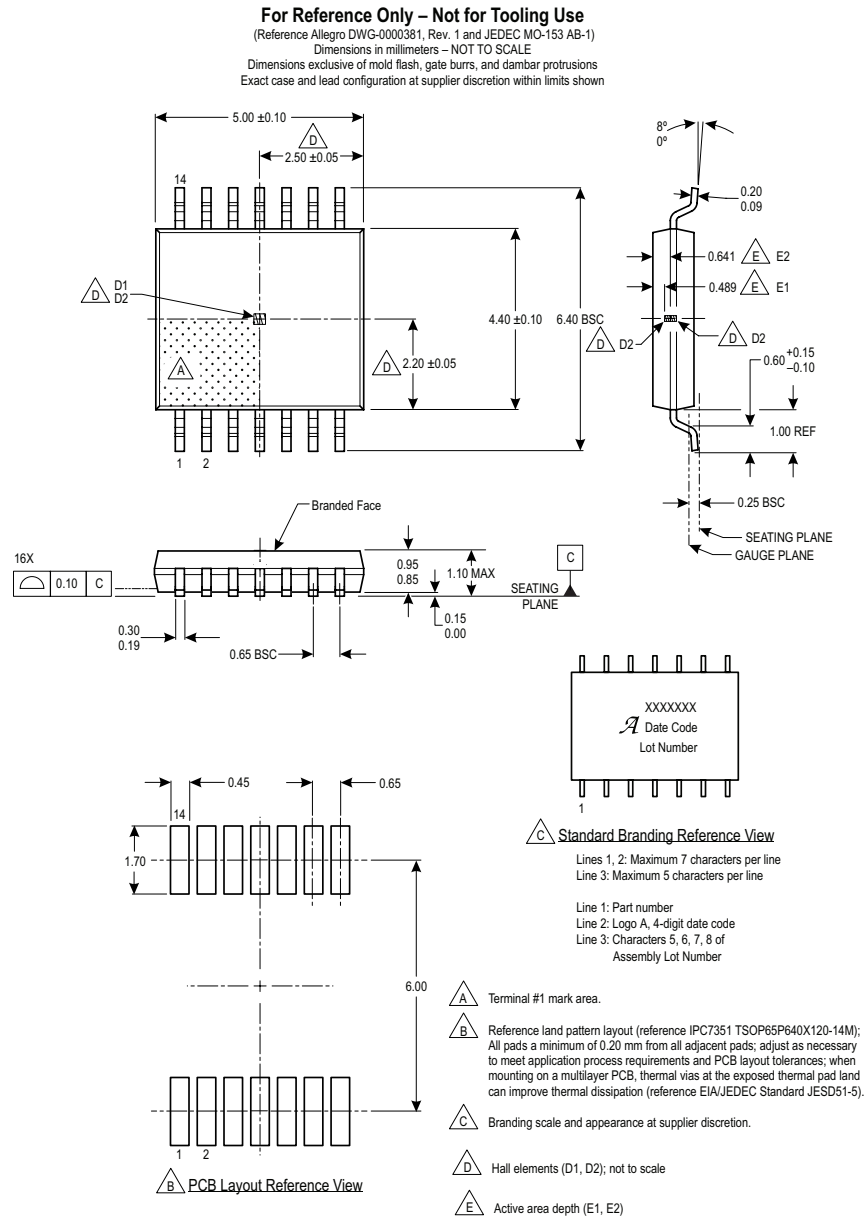 For Reference Only – Not for Tooling Use
(Reference Allegro DWG-0000381, Rev. 1 and JEDEC MO-153 AB-1)
Dimensions in millimeters – NOT TO SCALE
Dimensions exclusive of mold flash, gate burrs, and dambar protrusions
Exact case and lead configuration at supplier discretion within limits shown
5.00 ±0.10
D
2.50 ±0.05
14
D
D1
D2
A
D
2.20 ±0.05
4.40 ±0.10
6.40 BSC
1
2
8º
0º
0.20
0.09
0.641
E
E2
0.489
E
E1
D
D2
D
D2
0.60
+0.15
–0.10
1.00 REF
0.25 BSC
SEATING PLANE
GAUGE PLANE
Branded Face
16X
0.10
C
0.95
0.85
1.10 MAX
C
SEATING
PLANE
0.15
0.00
0.30
0.19
0.65 BSC
XXXXXXX
A Date Code
Lot Number
1
C Standard Branding Reference View
Lines 1, 2: Maximum 7 characters per line
Line 3: Maximum 5 characters per line
Line 1: Part number
Line 2: Logo A, 4-digit date code
Line 3: Characters 5, 6, 7, 8 of
Assembly Lot Number
0.45
0.65
14
1.70
6.00
1
2
B PCB Layout Reference View
A Terminal #1 mark area.
B Reference land pattern layout (reference IPC7351 TSOP65P640X120-14M);
All pads a minimum of 0.20 mm from all adjacent pads; adjust as necessary
to meet application process requirements and PCB layout tolerances; when
mounting on a multilayer PCB, thermal vias at the exposed thermal pad land
can improve thermal dissipation (reference EIA/JEDEC Standard JESD51-5).
C Branding scale and appearance at supplier discretion.
D Hall elements (D1, D2); not to scale
E Active area depth (E1, E2)